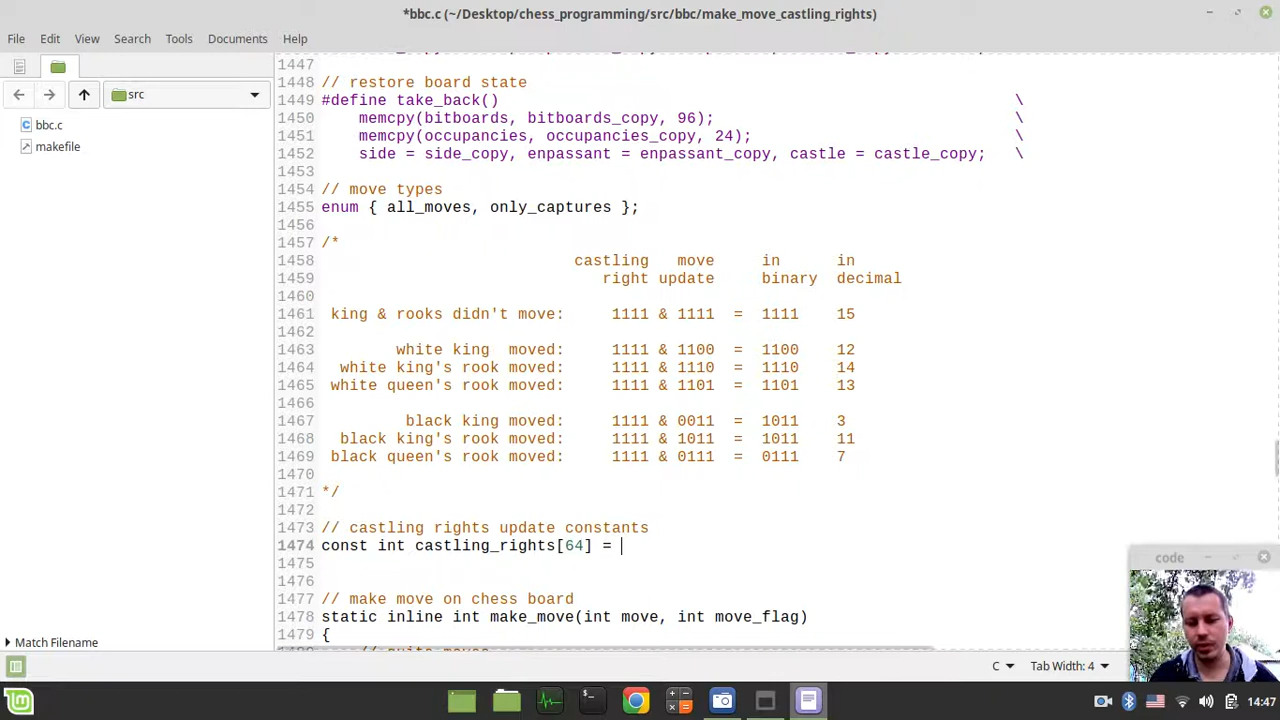 *bbc.c (~/Desktop/chess_programming/src/bbc/make_move_castling_rights)
File Edit View Search Tools Documents Help
src
bbc.c
makefile
Match Filename
1447
1448 // restore board state
1449 #define take_back() \
1450 memcpy(bitboards, bitboards_copy, 96); \
1451 memcpy(occupancies, occupancies_copy, 24); \
1452 side = side_copy, enpassant = enpassant_copy, castle = castle_copy; \
1453
1454 // move types
1455 enum { all_moves, only_captures };
1456
1457 /*
1458 castling move in in
1459 right update binary decimal
1460
1461 king & rooks didn't move: 1111 & 1111 = 1111 15
1462
1463 white king moved: 1111 & 1100 = 1100 12
1464 white king's rook moved: 1111 & 1110 = 1110 14
1465 white queen's rook moved: 1111 & 1101 = 1101 13
1466
1467 black king moved: 1111 & 0011 = 1011 3
1468 black king's rook moved: 1111 & 1011 = 1011 11
1469 black queen's rook moved: 1111 & 0111 = 0111 7
1470
1471 */
1472
1473 // castling rights update constants
1474 const int castling_rights[64] =
1475
1476
1477 // make move on chess board
1478 static inline int make_move(int move, int move_flag)
1479 {
code
C Tab Width: 4
14:47